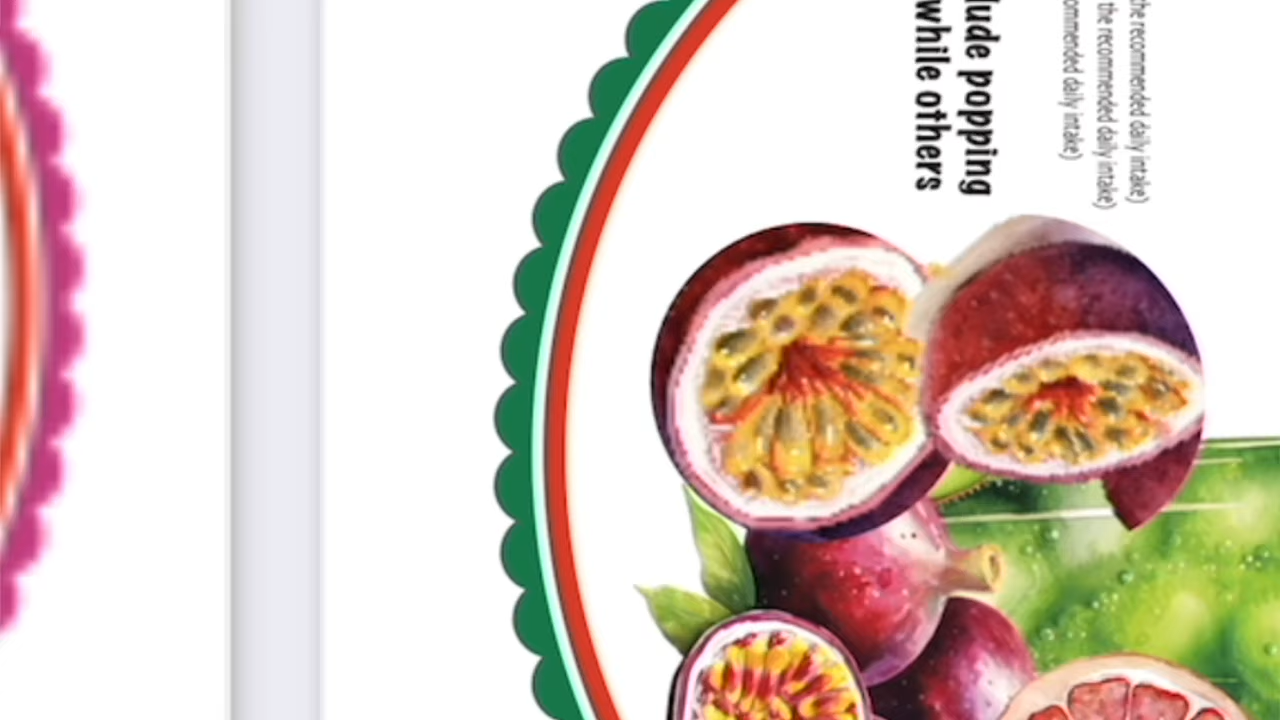 the recommended daily intake)
the recommended daily intake)
ommended daily intake)
lude popping
while others